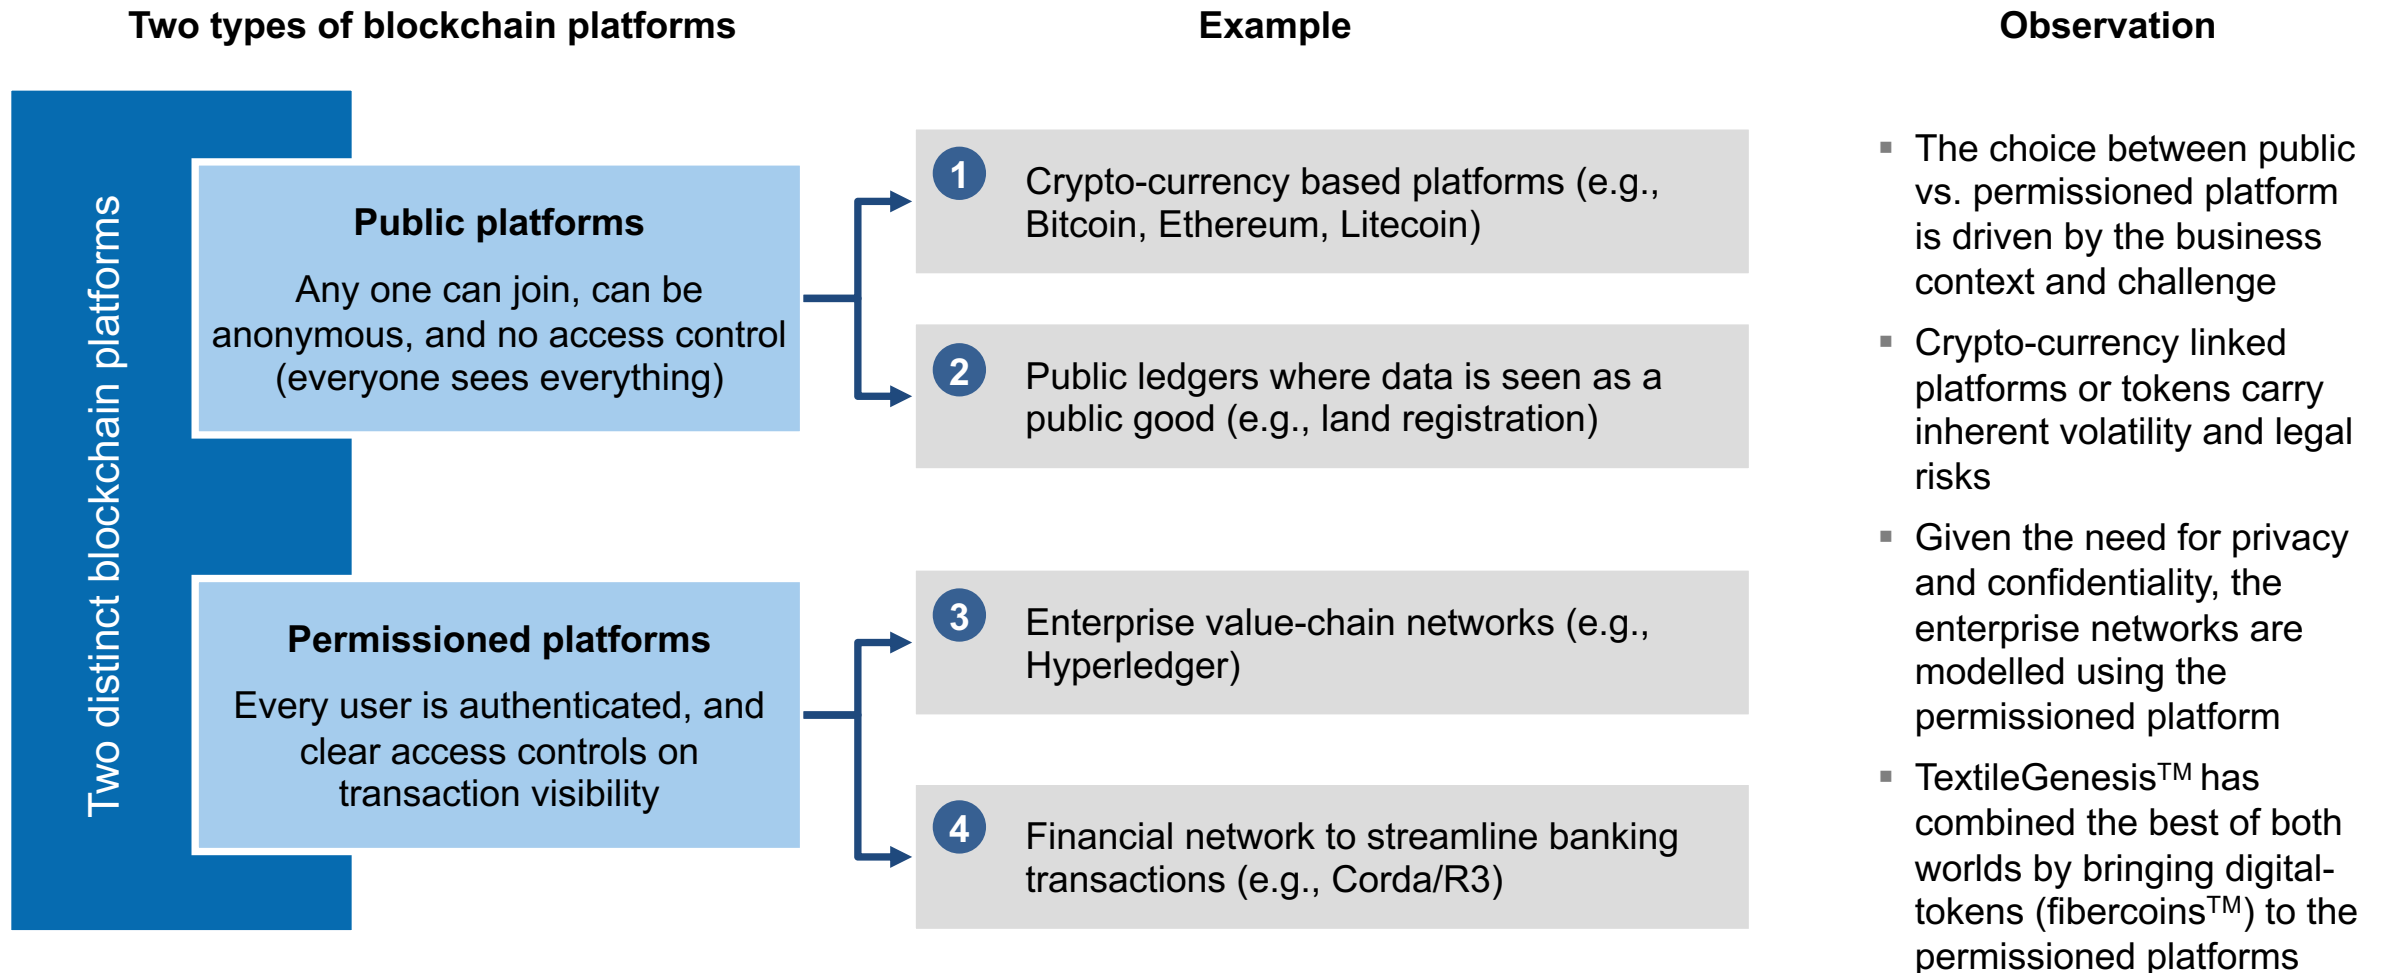 Two types of blockchain platforms
Example
Observation
Two distinct blockchain platforms
Public platforms
Any one can join, can be
anonymous, and no access control
(everyone sees everything)
1
Crypto-currency based platforms (e.g.,
Bitcoin, Ethereum, Litecoin)
2
Public ledgers where data is seen as a
public good (e.g., land registration)
Permissioned platforms
Every user is authenticated, and
clear access controls on
transaction visibility
3
Enterprise value-chain networks (e.g.,
Hyperledger)
4
Financial network to streamline banking
transactions (e.g., Corda/R3)
▪ The choice between public
vs. permissioned platform
is driven by the business
context and challenge
▪ Crypto-currency linked
platforms or tokens carry
inherent volatility and legal
risks
▪ Given the need for privacy
and confidentiality, the
enterprise networks are
modelled using the
permissioned platform
▪ TextileGenesis™ has
combined the best of both
worlds by bringing digital-
tokens (fibercoins™) to the
permissioned platforms